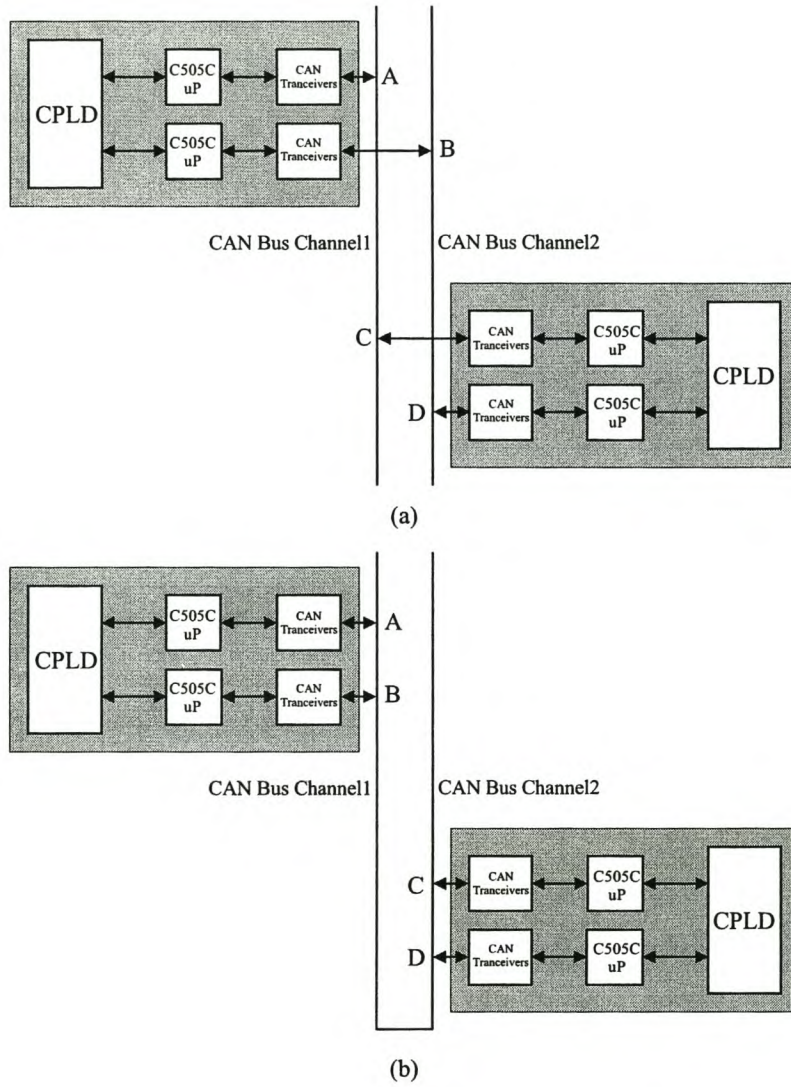 C505C
uP
CAN
Tranceivers
A
CPLD
C505C
uP
CAN
Tranceivers
B
CAN Bus Channel1
CAN Bus Channel2
C
CAN
Tranceivers
C505C
uP
CPLD
D
CAN
Tranceivers
C505C
uP
(a)
C505C
uP
CAN
Tranceivers
A
CPLD
C505C
uP
CAN
Tranceivers
B
CAN Bus Channel1
CAN Bus Channel2
C
CAN
Tranceivers
C505C
uP
CPLD
D
CAN
Tranceivers
C505C
uP
(b)